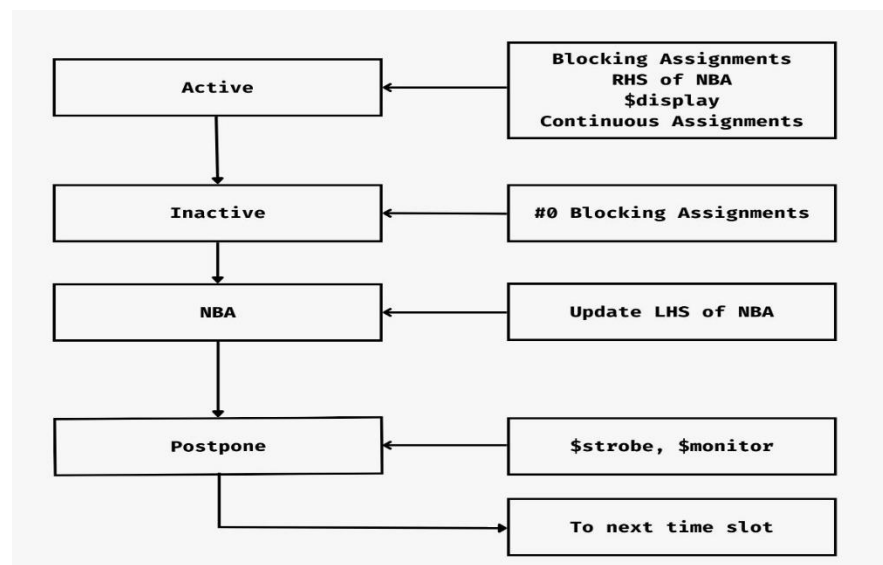 Active
Blocking Assignments
RHS of NBA
$display
Continuous Assignments
Inactive
#0 Blocking Assignments
NBA
Update LHS of NBA
Postpone
$strobe, $monitor
To next time slot